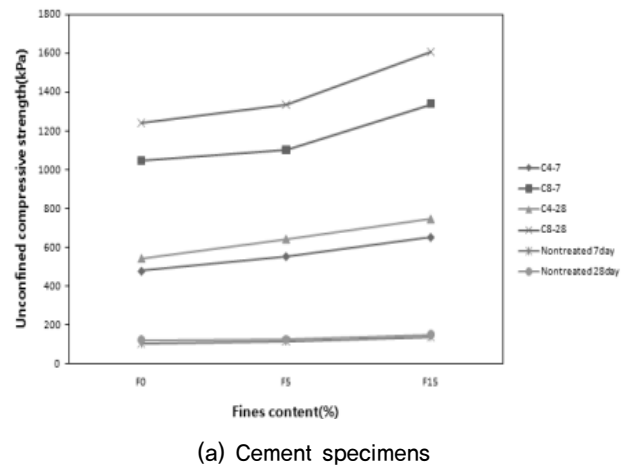 Unconfined compressive strength(kPa)
1800
1600
1400
1200
1000
800
600
400
200
0
F0 F5 F15
Fines content(%)
C4-7
C8-7
C4-28
C8-28
Nontreated 7day
Nontreated 28day
(a) Cement specimens